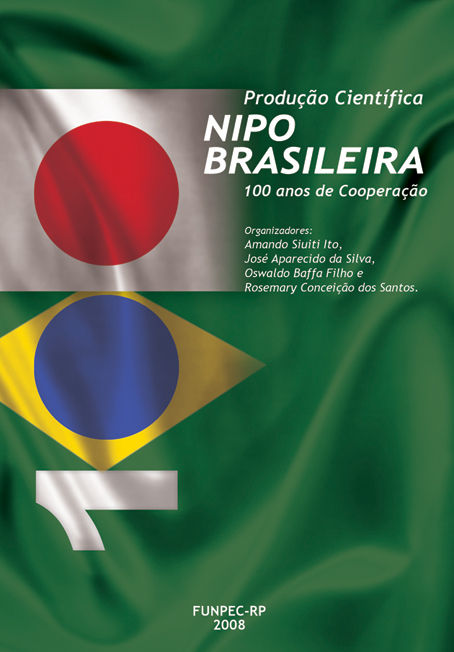 Produção Científica
NIPO
BRASILEIRA
100 anos de Cooperação
Organizadores:
Amando Siuiti Ito,
José Aparecido da Silva,
Oswaldo Baffa Filho e
Rosemary Conceição dos Santos.
FUNPEC-RP
2008